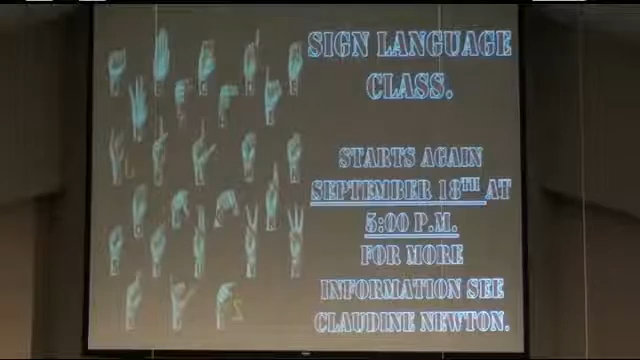 SIGN LANGUAGE
CLASS.
STARTS AGAIN
SEPTEMBER 18TH AT
5:00 P.M.
FOR MORE
INFORMATION SEE
CLAUDINE NEWTON.